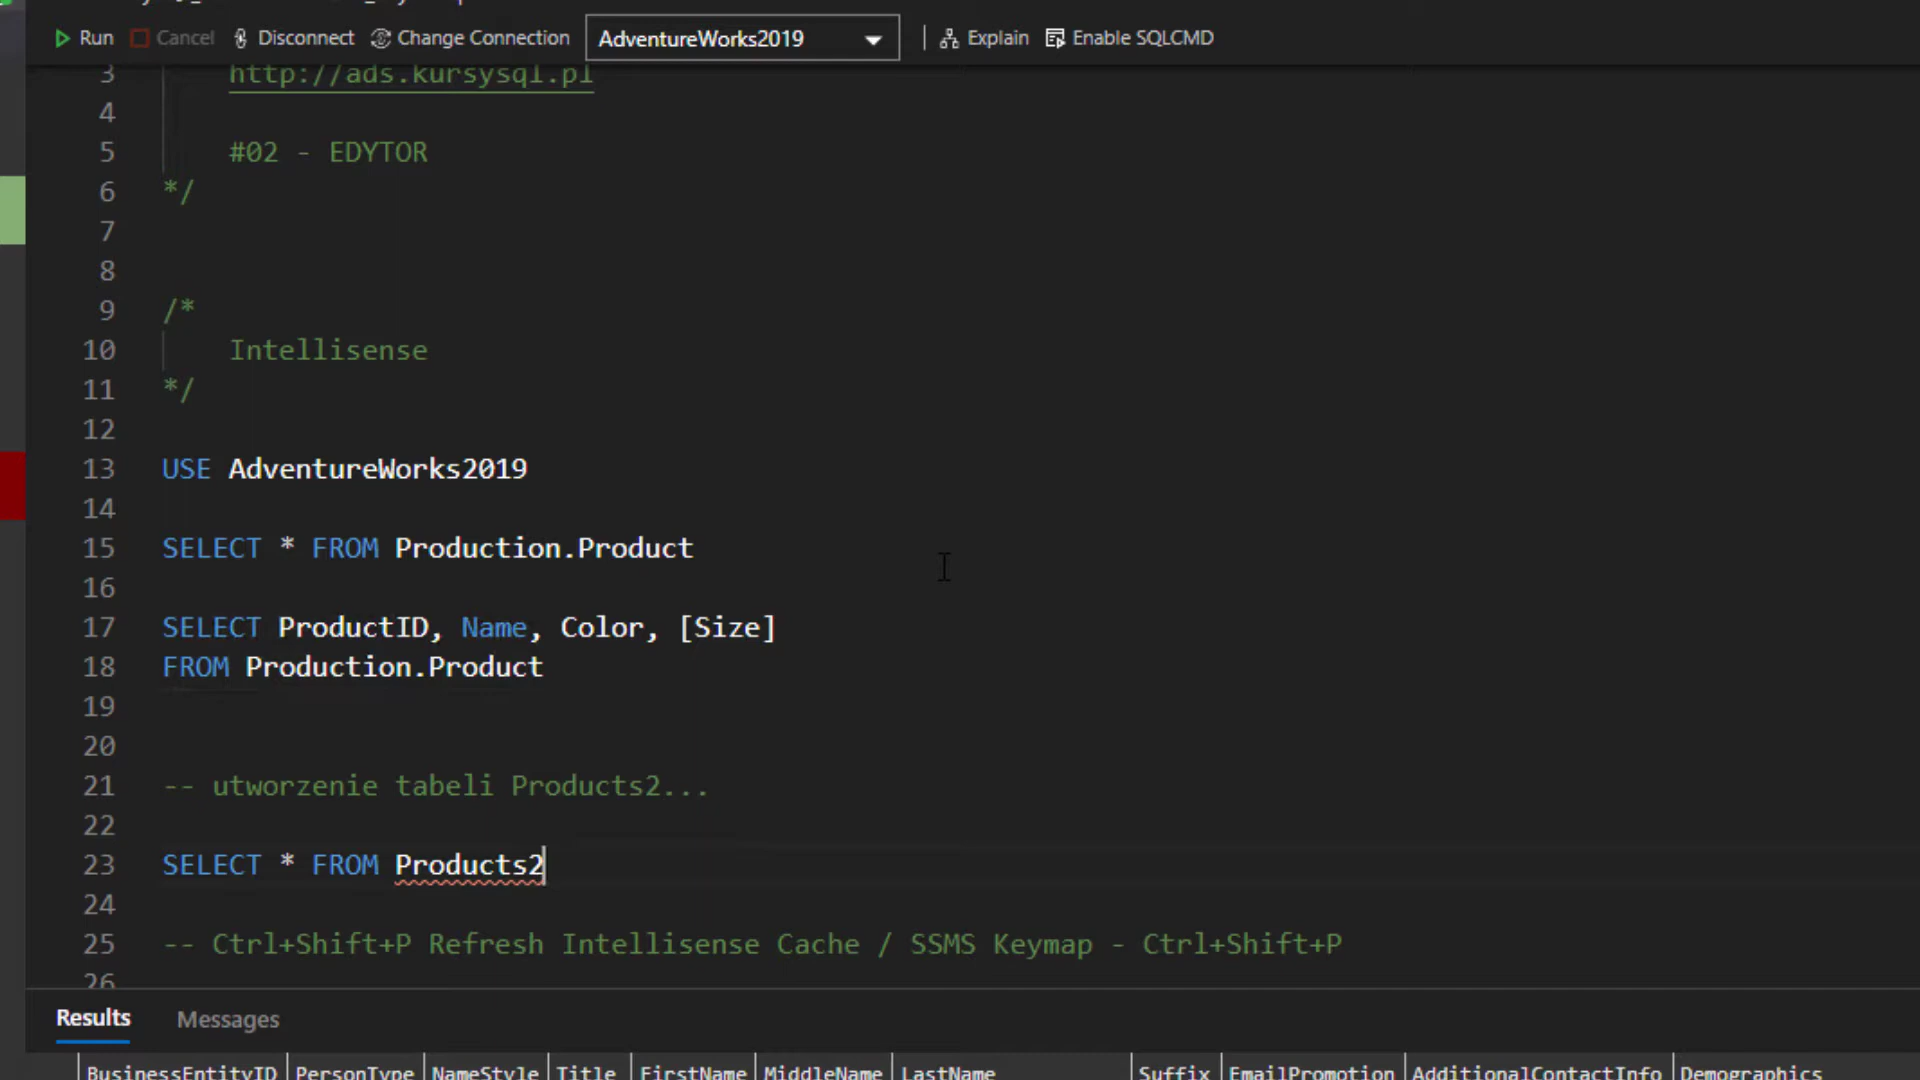 Run Cancel Disconnect Change Connection AdventureWorks2019 Explain Enable SQLCMD
3 http://ads.kursysql.pl
4
5 #02 - EDYTOR
6 */
7
8
9 /*
10 Intellisense
11 */
12
13 USE AdventureWorks2019
14
15 SELECT * FROM Production.Product
16
17 SELECT ProductID, Name, Color, [Size]
18 FROM Production.Product
19
20
21 -- utworzenie tabeli Products2...
22
23 SELECT * FROM Products2
24
25 -- Ctrl+Shift+P Refresh Intellisense Cache / SSMS Keymap - Ctrl+Shift+P
26
Results Messages
BusinessEntityID PersonType NameStyle Title FirstName MiddleName LastName Suffix EmailPromotion AdditionalContactInfo Demographics